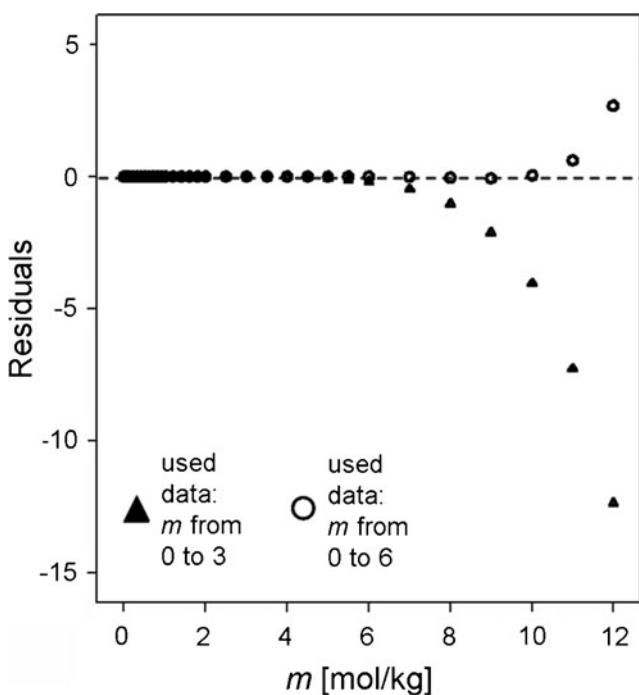 5
0
-5
-10
-15
Residuals
used
data:
m from
0 to 3
used
data:
m from
0 to 6
0 2 4 6 8 10 12
m [mol/kg]